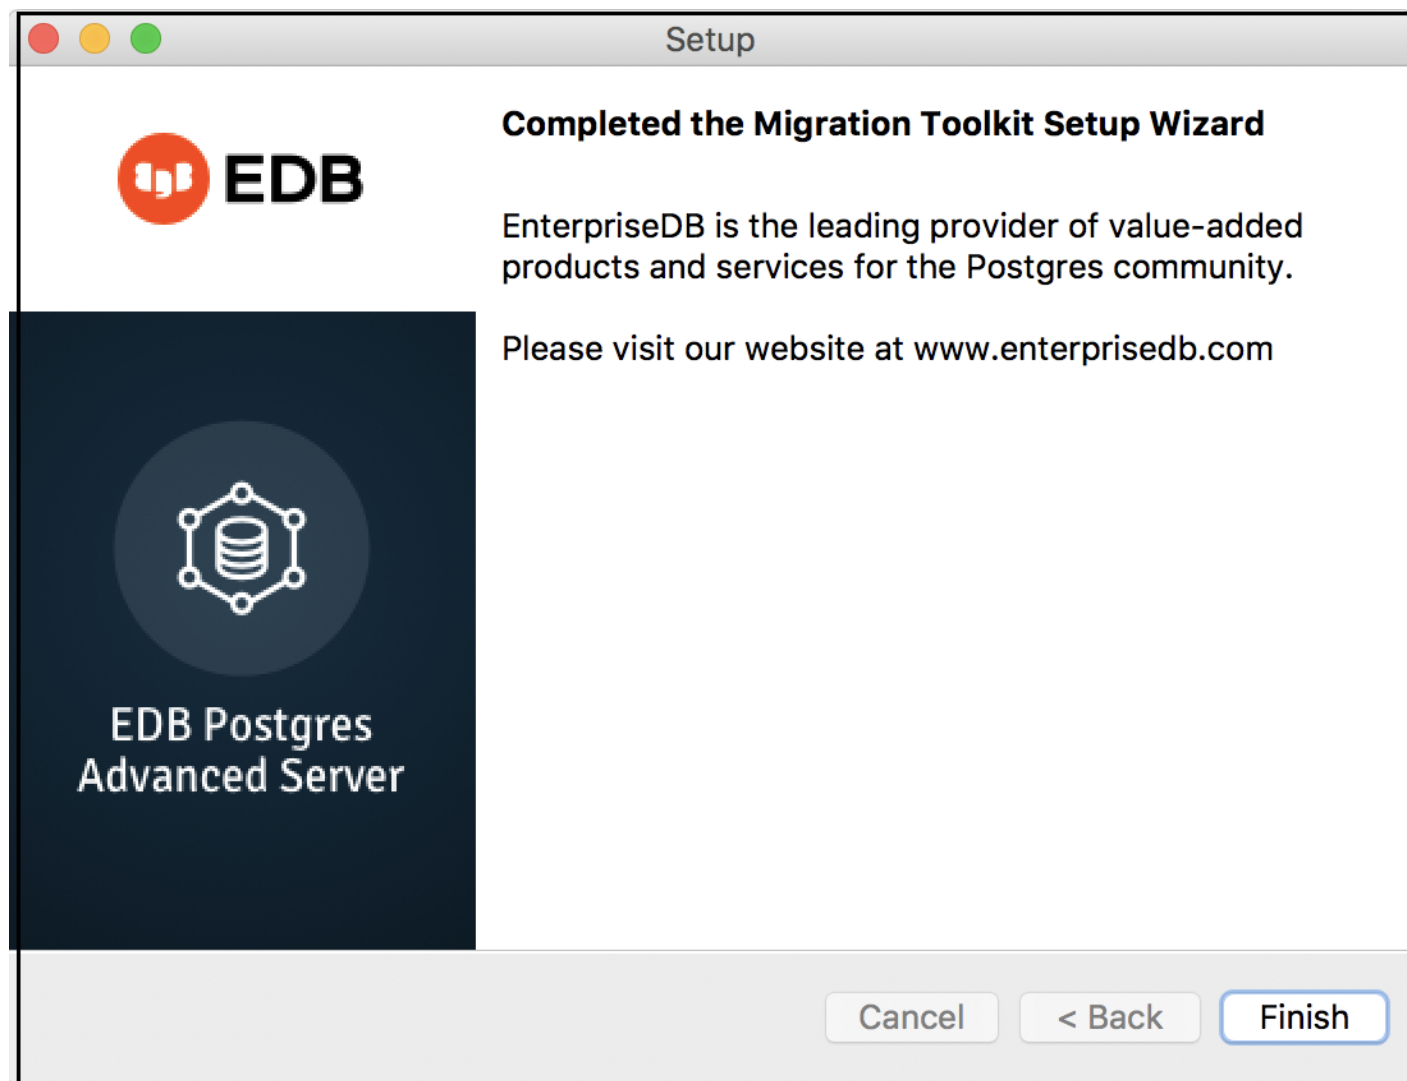 Setup
EDB
Completed the Migration Toolkit Setup Wizard
EnterpriseDB is the leading provider of value-added
products and services for the Postgres community.
Please visit our website at www.enterprisedb.com
EDB Postgres
Advanced Server
Cancel
< Back
Finish